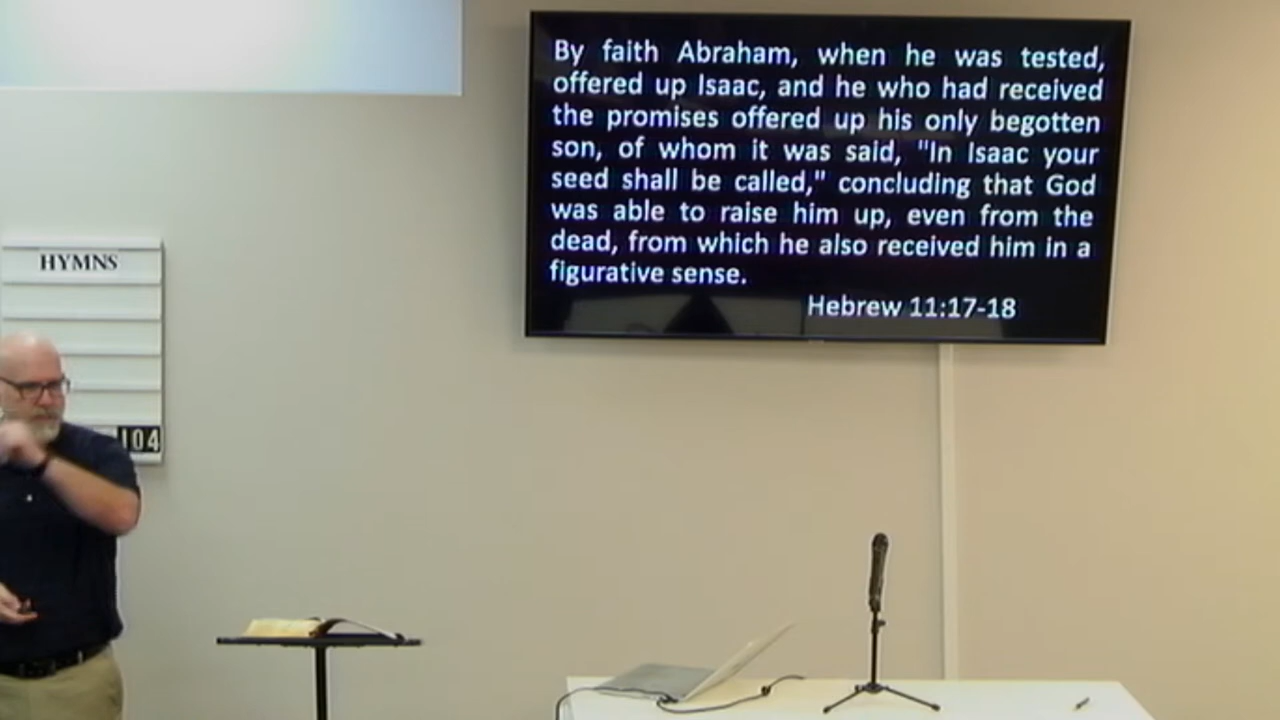 By faith Abraham, when he was tested,
offered up Isaac, and he who had received
the promises offered up his only begotten
son, of whom it was said, "In Isaac your
seed shall be called," concluding that God
was able to raise him up, even from the
dead, from which he also received him in a
figurative sense.
Hebrew 11:17-18
HYMNS
104